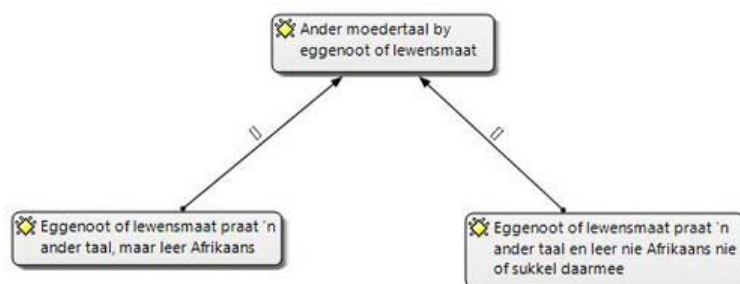 Ander moedertaal by
eggenoot of lewensmaat
Eggenoot of lewensmaat praat ´n
ander taal, maar leer Afrikaans
Eggenoot of lewensmaat praat ´n
ander taal en leer nie Afrikaans nie
of sukkel daarmee